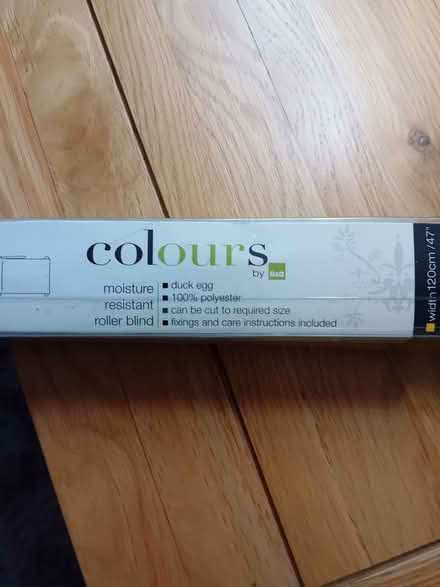 colours
by B&Q
moisture
resistant
roller blind
▪ duck egg
▪ 100% polyester
▪ can be cut to required size
▪ fixings and care instructions included
width 120cm / 47"